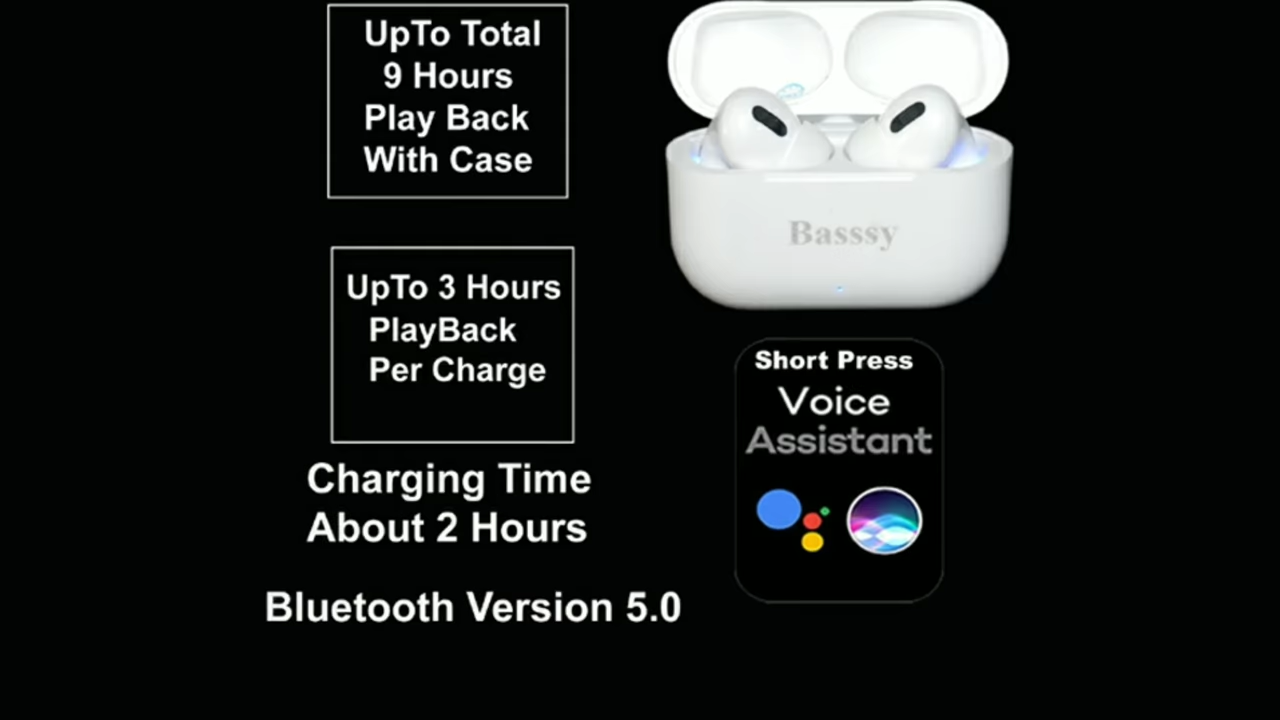 UpTo Total
9 Hours
Play Back
With Case
UpTo 3 Hours
PlayBack
Per Charge
Charging Time
About 2 Hours
Bluetooth Version 5.0
Basssy
Short Press
Voice
Assistant